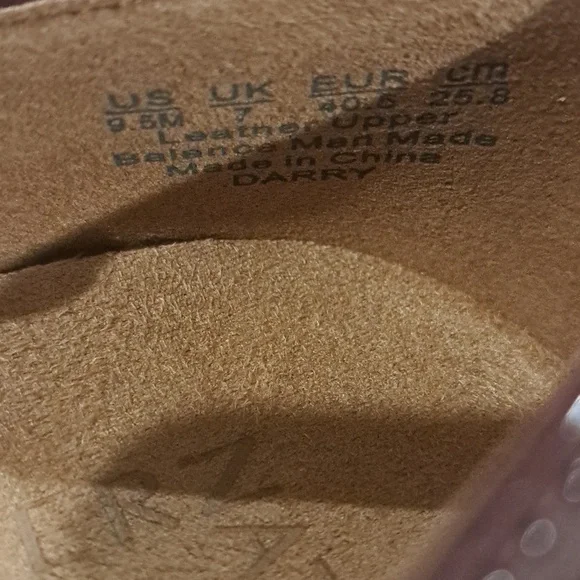 US UK EUR cm
9.5M 7 40.5 25.8
Leather Upper
Balance Man Made
Made in China
DARRY